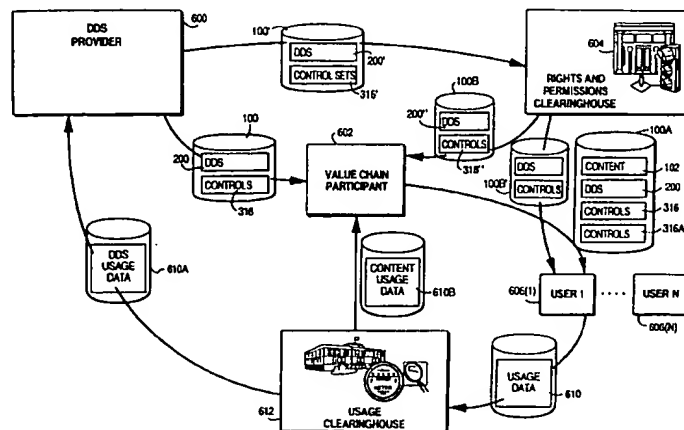 600
DDS
PROVIDER
100'
DDS
200'
CONTROL SETS
316'
604
RIGHTS AND
PERMISSIONS
CLEARINGHOUSE
100B
200"
DDS
CONTROLS
316"
100
200
DDS
CONTROLS
316
602
VALUE CHAIN
PARTICIPANT
DDS
CONTROLS
100B'
100A
CONTENT
102
DDS
200
CONTROLS
316
CONTROLS
316A
DDS
USAGE
DATA
610A
CONTENT
USAGE
DATA
610B
606(1)
USER 1
USER N
606(N)
612
USAGE
CLEARINGHOUSE
USAGE
DATA
610